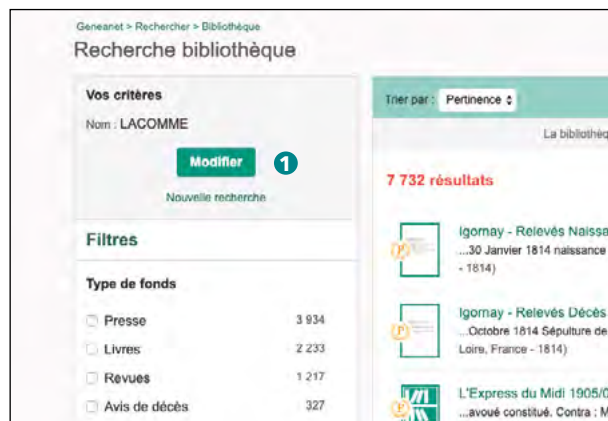 Geneanet > Rechercher > Bibliothèque
Recherche bibliothèque
Vos critères
Nom : LACOMME
Modifier
1
Nouvelle recherche
Filtres
Type de fonds
Presse 3 934
Livres 2 233
Revues 1 217
Avis de décès 327
Trier par : Pertinence
La bibliothèq
7 732 résultats
Igornay - Relevés Naissa
...30 Janvier 1814 naissance
- 1814)
Igornay - Relevés Décès
...Octobre 1814 Sépulture de
Loire, France - 1814)
L'Express du Midi 1905/0
...avoué constitué. Contra : M
(P)
(P)
(P)